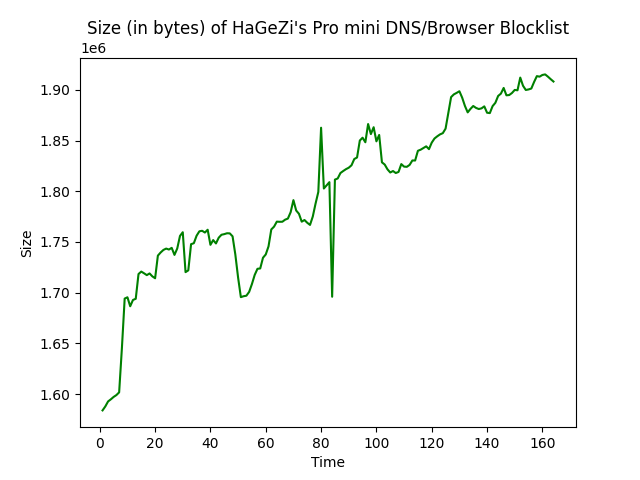 Size (in bytes) of HaGeZi's Pro mini DNS/Browser Blocklist
1e6
1.90
1.85
1.80
1.75
1.70
1.65
1.60
Size
0 20 40 60 80 100 120 140 160
Time